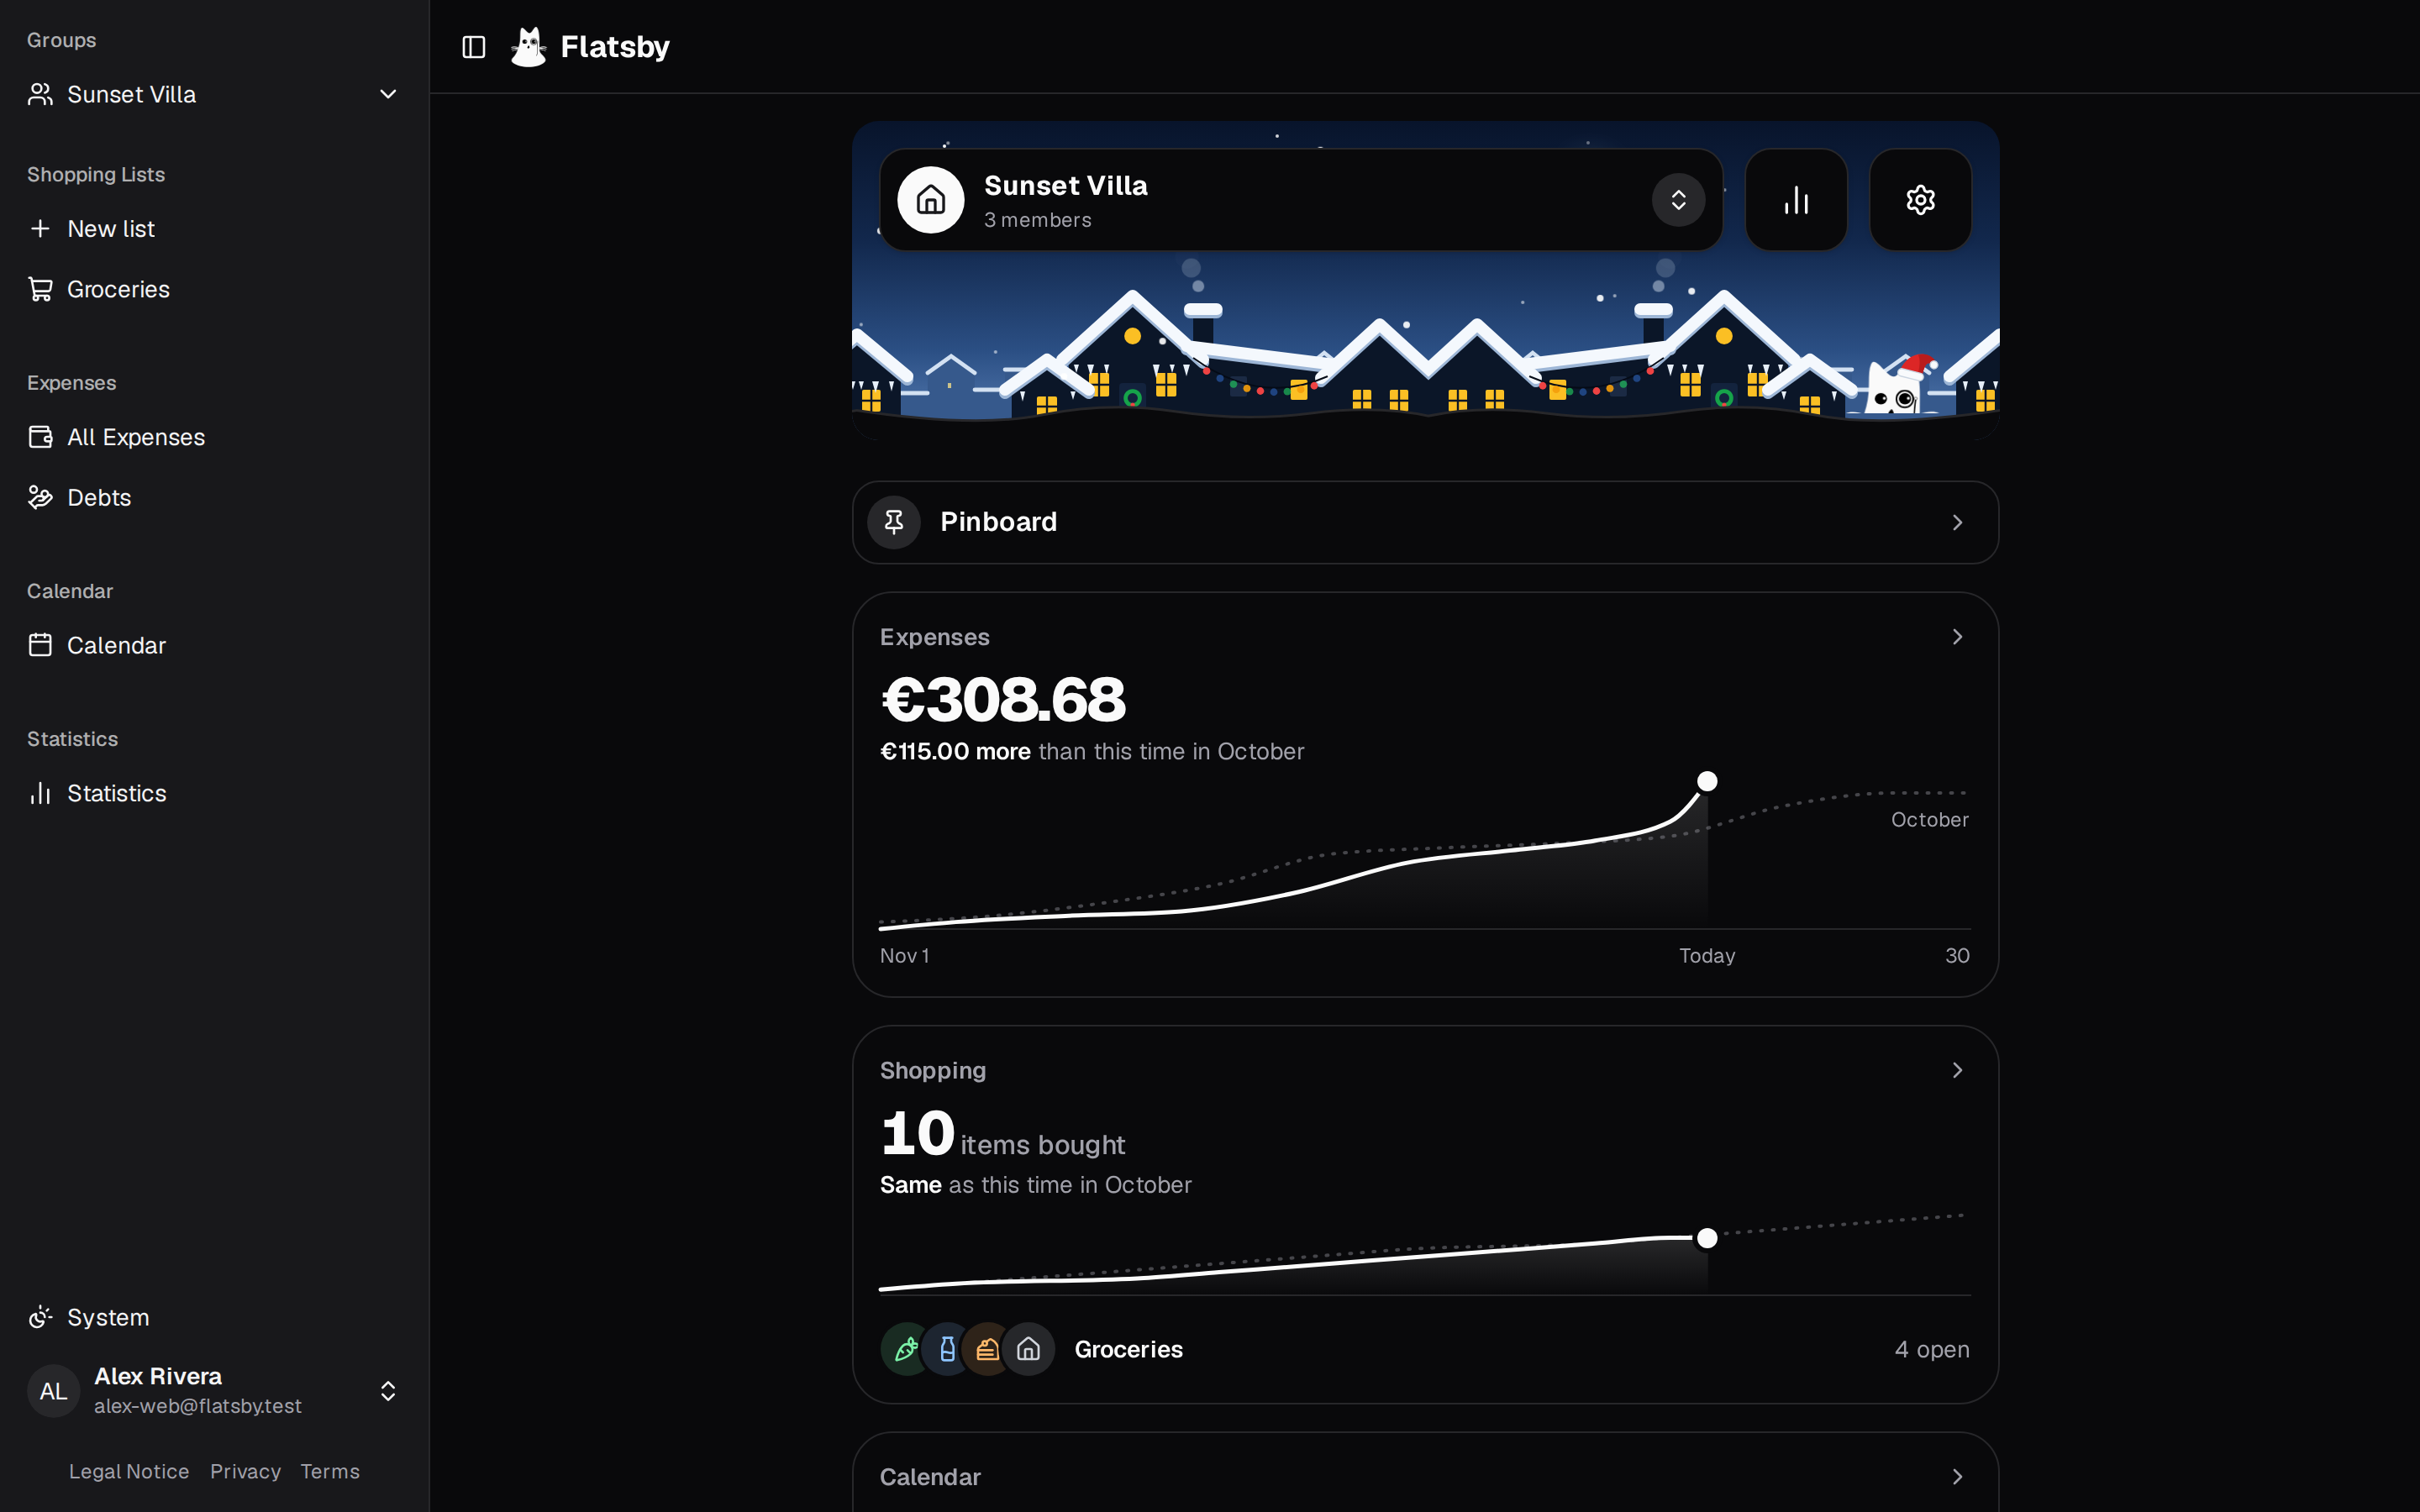 Groups
Sunset Villa
Shopping Lists
New list
Groceries
Expenses
All Expenses
Debts
Calendar
Calendar
Statistics
Statistics
System
AL
Alex Rivera
alex-web@flatsby.test
Legal Notice Privacy Terms
Flatsby
Sunset Villa
3 members
Pinboard
Expenses
€308.68
€115.00 more than this time in October
October
Nov 1 Today 30
Shopping
10 items bought
Same as this time in October
Groceries 4 open
Calendar